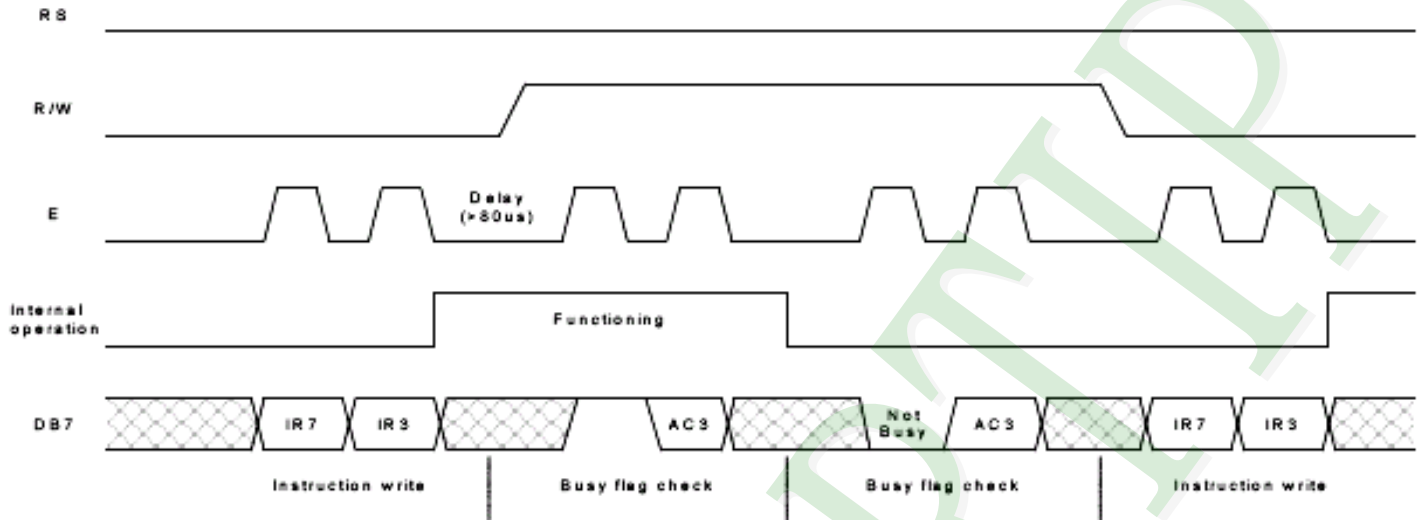 RS
R/W
E
Delay
(>80us)
Internal
operation
Functioning
DB7
IR7
IR3
AC3
Not
Busy
AC3
IR7
IR3
Instruction write
Busy flag check
Busy flag check
Instruction write